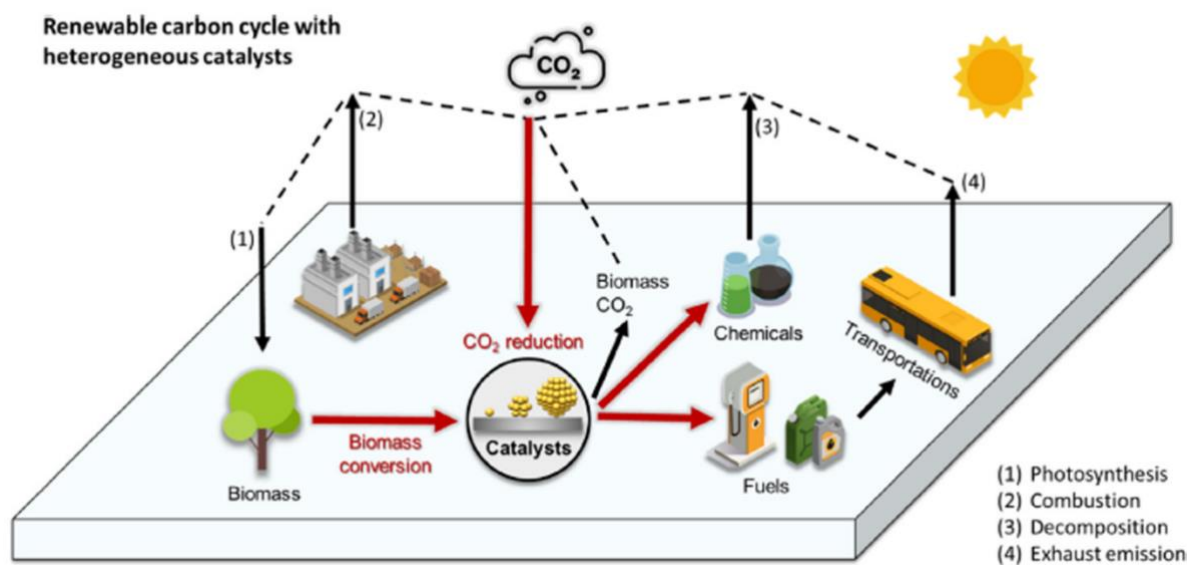 Renewable carbon cycle with
heterogeneous catalysts
CO₂
(2)
(3)
(4)
(1)
Biomass
CO₂
Chemicals
Transportations
CO₂ reduction
Catalysts
Biomass
conversion
Biomass
Fuels
(1) Photosynthesis
(2) Combustion
(3) Decomposition
(4) Exhaust emission